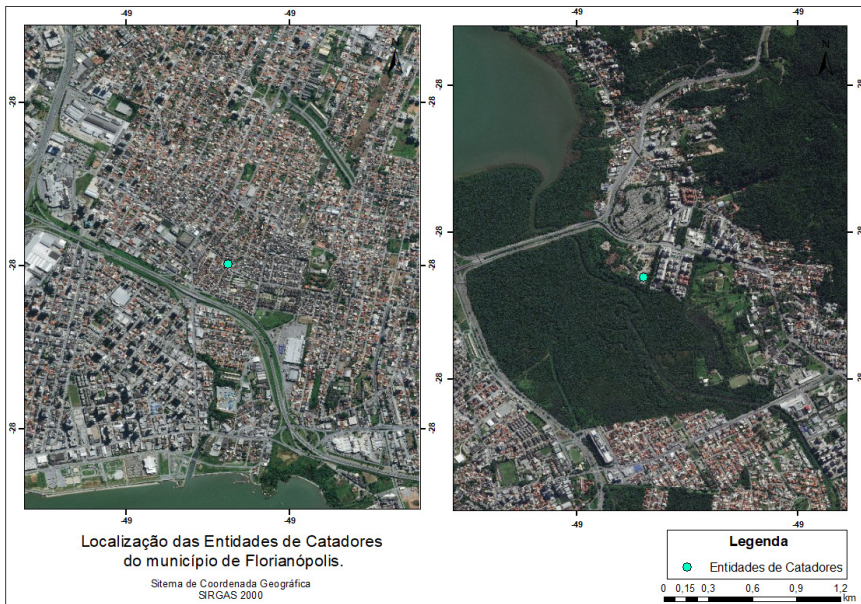 -49 -49
-49 -49
N
N
-28
-28
-28
-28
-28
-28
-28
-28
-28
-28
-28
-28
-49 -49
-49 -49
Localização das Entidades de Catadores
do município de Florianópolis.
Sitema de Coordenada Geográfica
SIRGAS 2000
Legenda
Entidades de Catadores
0 0,15 0,3 0,6 0,9 1,2
km